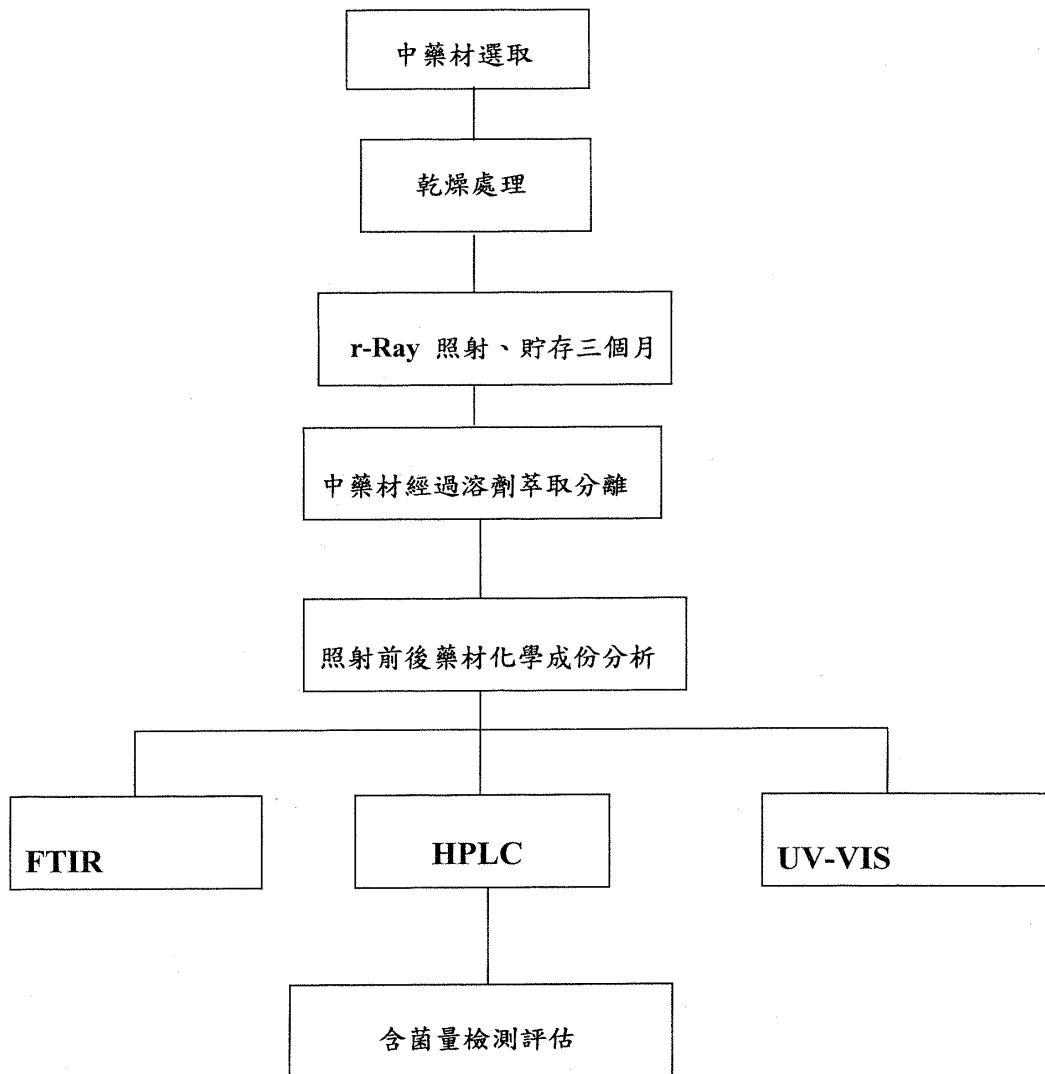 中藥材選取
乾燥處理
r-Ray 照射、貯存三個月
中藥材經過溶劑萃取分離
照射前後藥材化學成份分析
FTIR
HPLC
UV-VIS
含菌量檢測評估